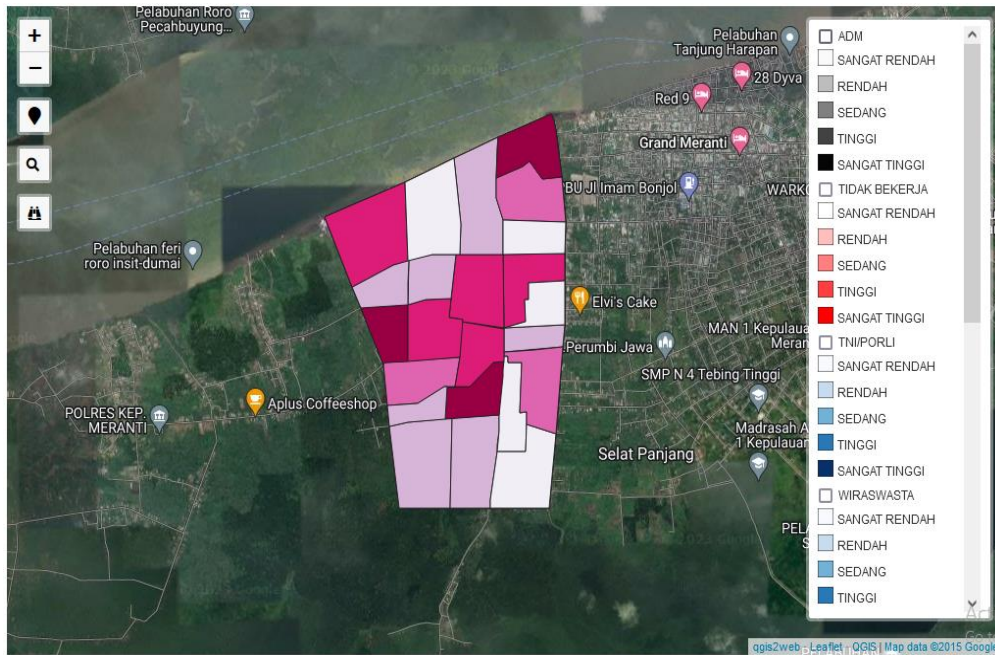 Pelabuhan Roro
Pecahbuyung...
+
−
Pelabuhan
Tanjung Harapan
28 Dyva
Red 9
Grand Meranti
BU Jl Imam Bonjol
WARK
Pelabuhan feri
roro insit-dumai
Elvi's Cake
MAN 1 Kepulaua
Meran
.Perumbi Jawa
SMP N 4 Tebing Tinggi
Aplus Coffeeshop
POLRES KEP.
MERANTI
Madrasah A
1 Kepulauan
Selat Panjang
PEL
S
ADM
SANGAT RENDAH
RENDAH
SEDANG
TINGGI
SANGAT TINGGI
TIDAK BEKERJA
SANGAT RENDAH
RENDAH
SEDANG
TINGGI
SANGAT TINGGI
TNI/PORLI
SANGAT RENDAH
RENDAH
SEDANG
TINGGI
SANGAT TINGGI
WIRASWASTA
SANGAT RENDAH
RENDAH
SEDANG
TINGGI
Act
Go to
qgis2web · Leaflet · QGIS | Map data ©2015 Google